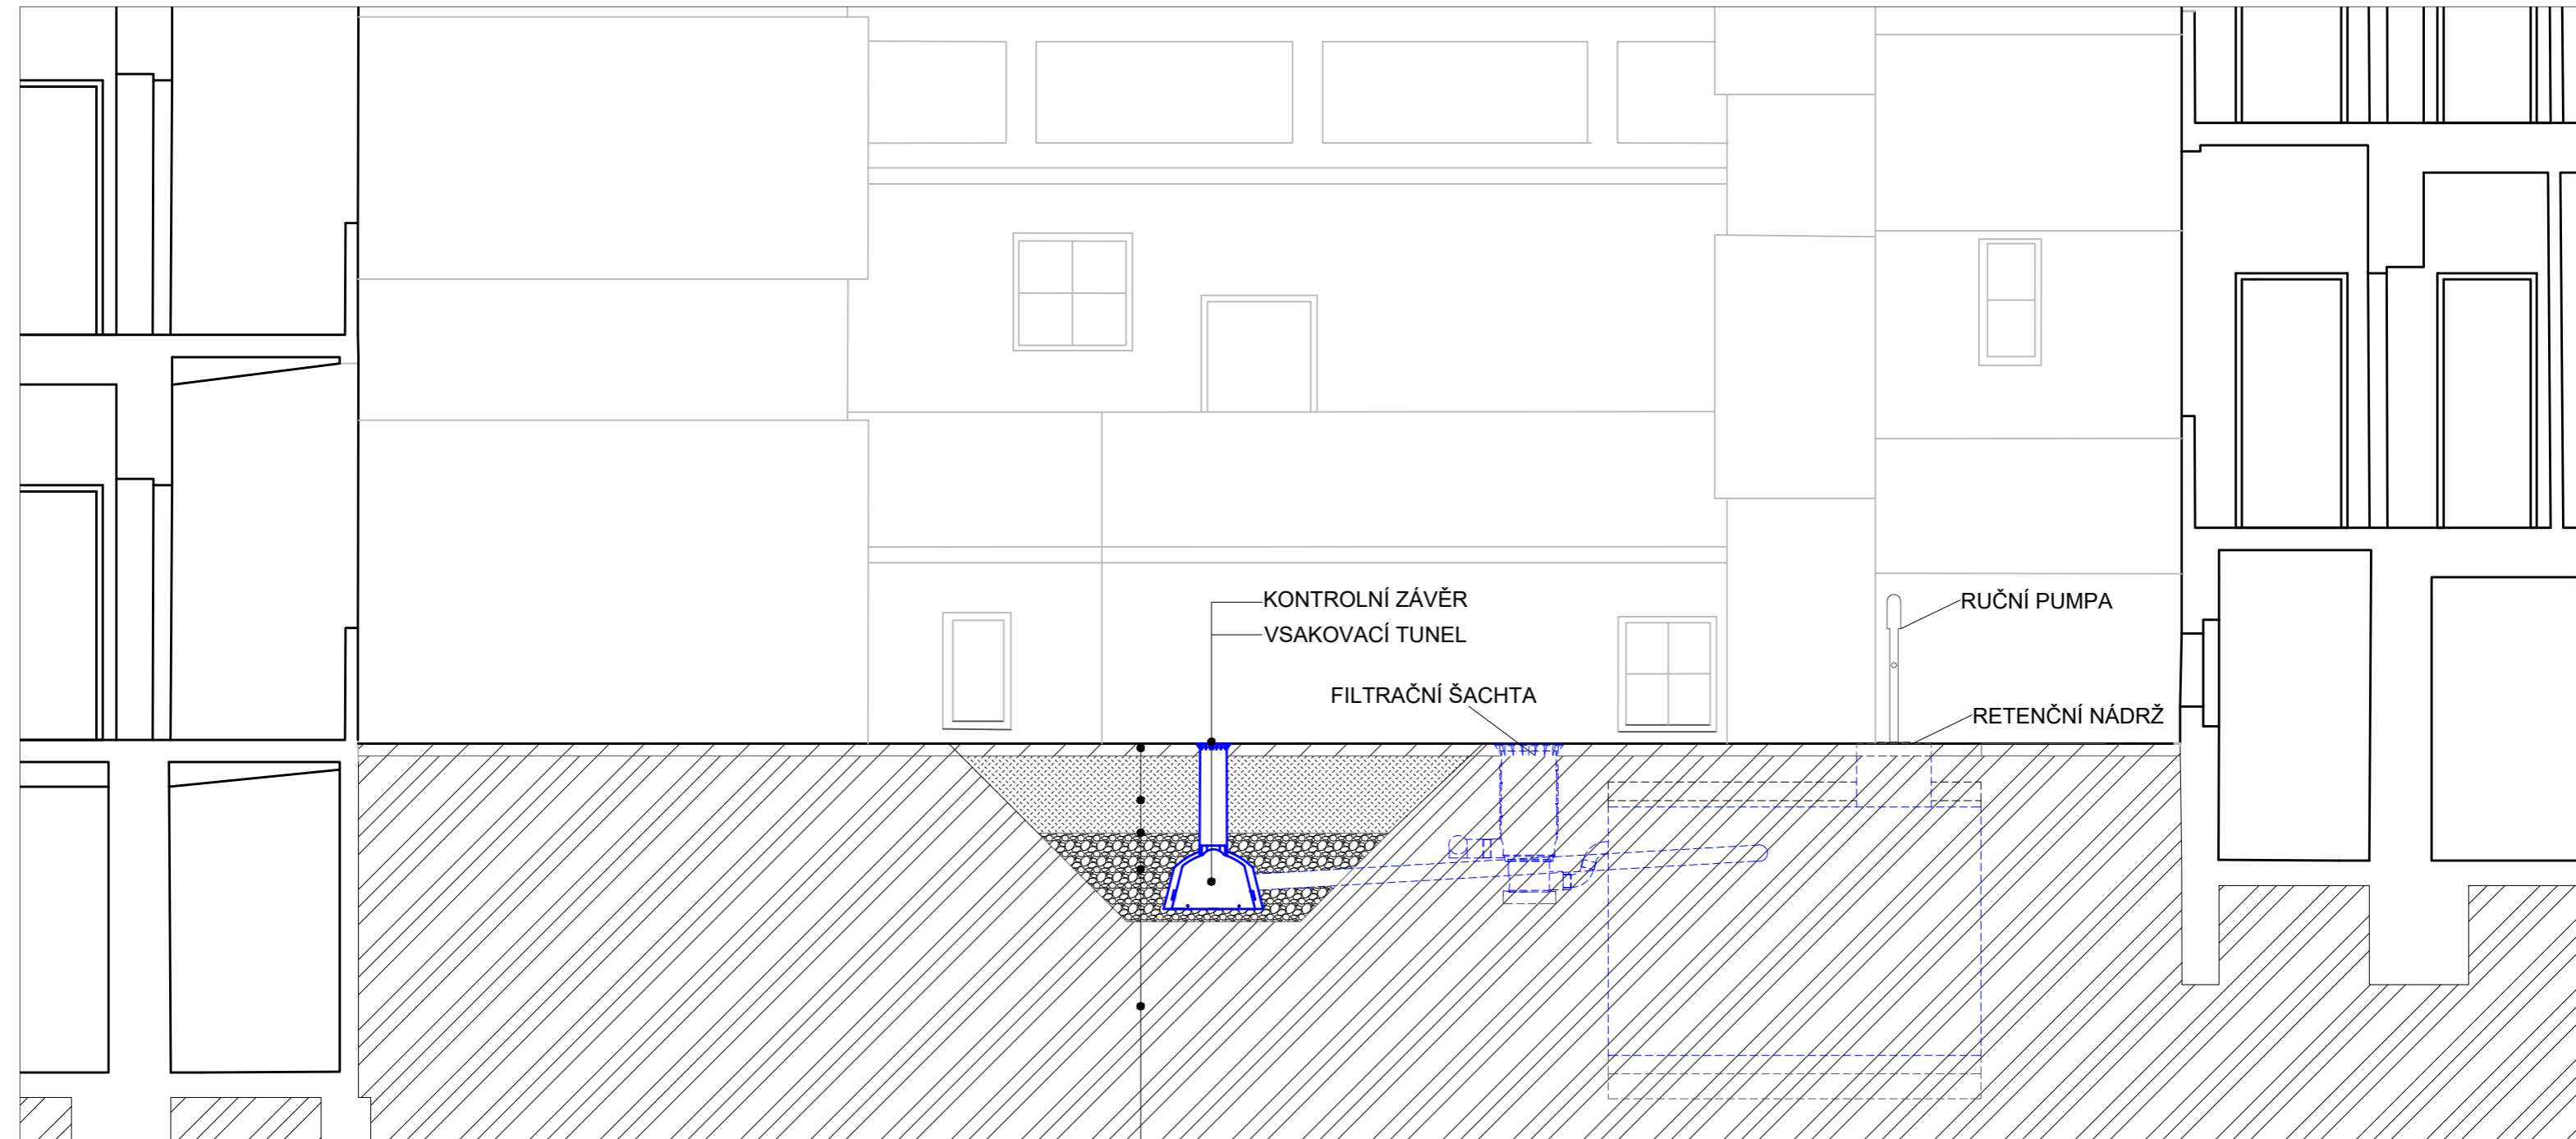 KONTROLNÍ ZÁVĚR
VSAKOVACÍ TUNEL
RUČNÍ PUMPA
FILTRAČNÍ ŠACHTA
RETENČNÍ NÁDRŽ